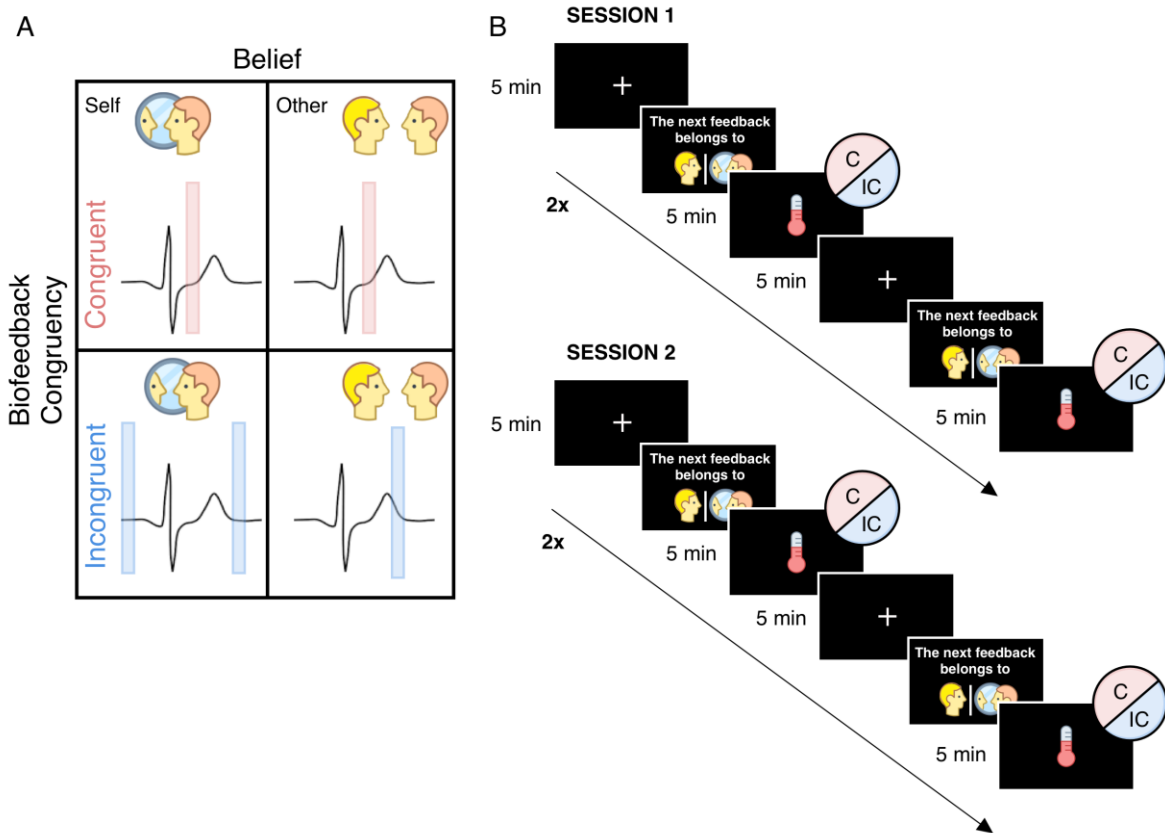 A
Belief
Self
Other
Biofeedback
Congruency
Congruent
Incongruent
B
SESSION 1
5 min
The next feedback
belongs to
C
IC
5 min
2x
5 min
The next feedback
belongs to
C
IC
5 min
SESSION 2
5 min
The next feedback
belongs to
C
IC
5 min
2x
5 min
The next feedback
belongs to
C
IC
5 min